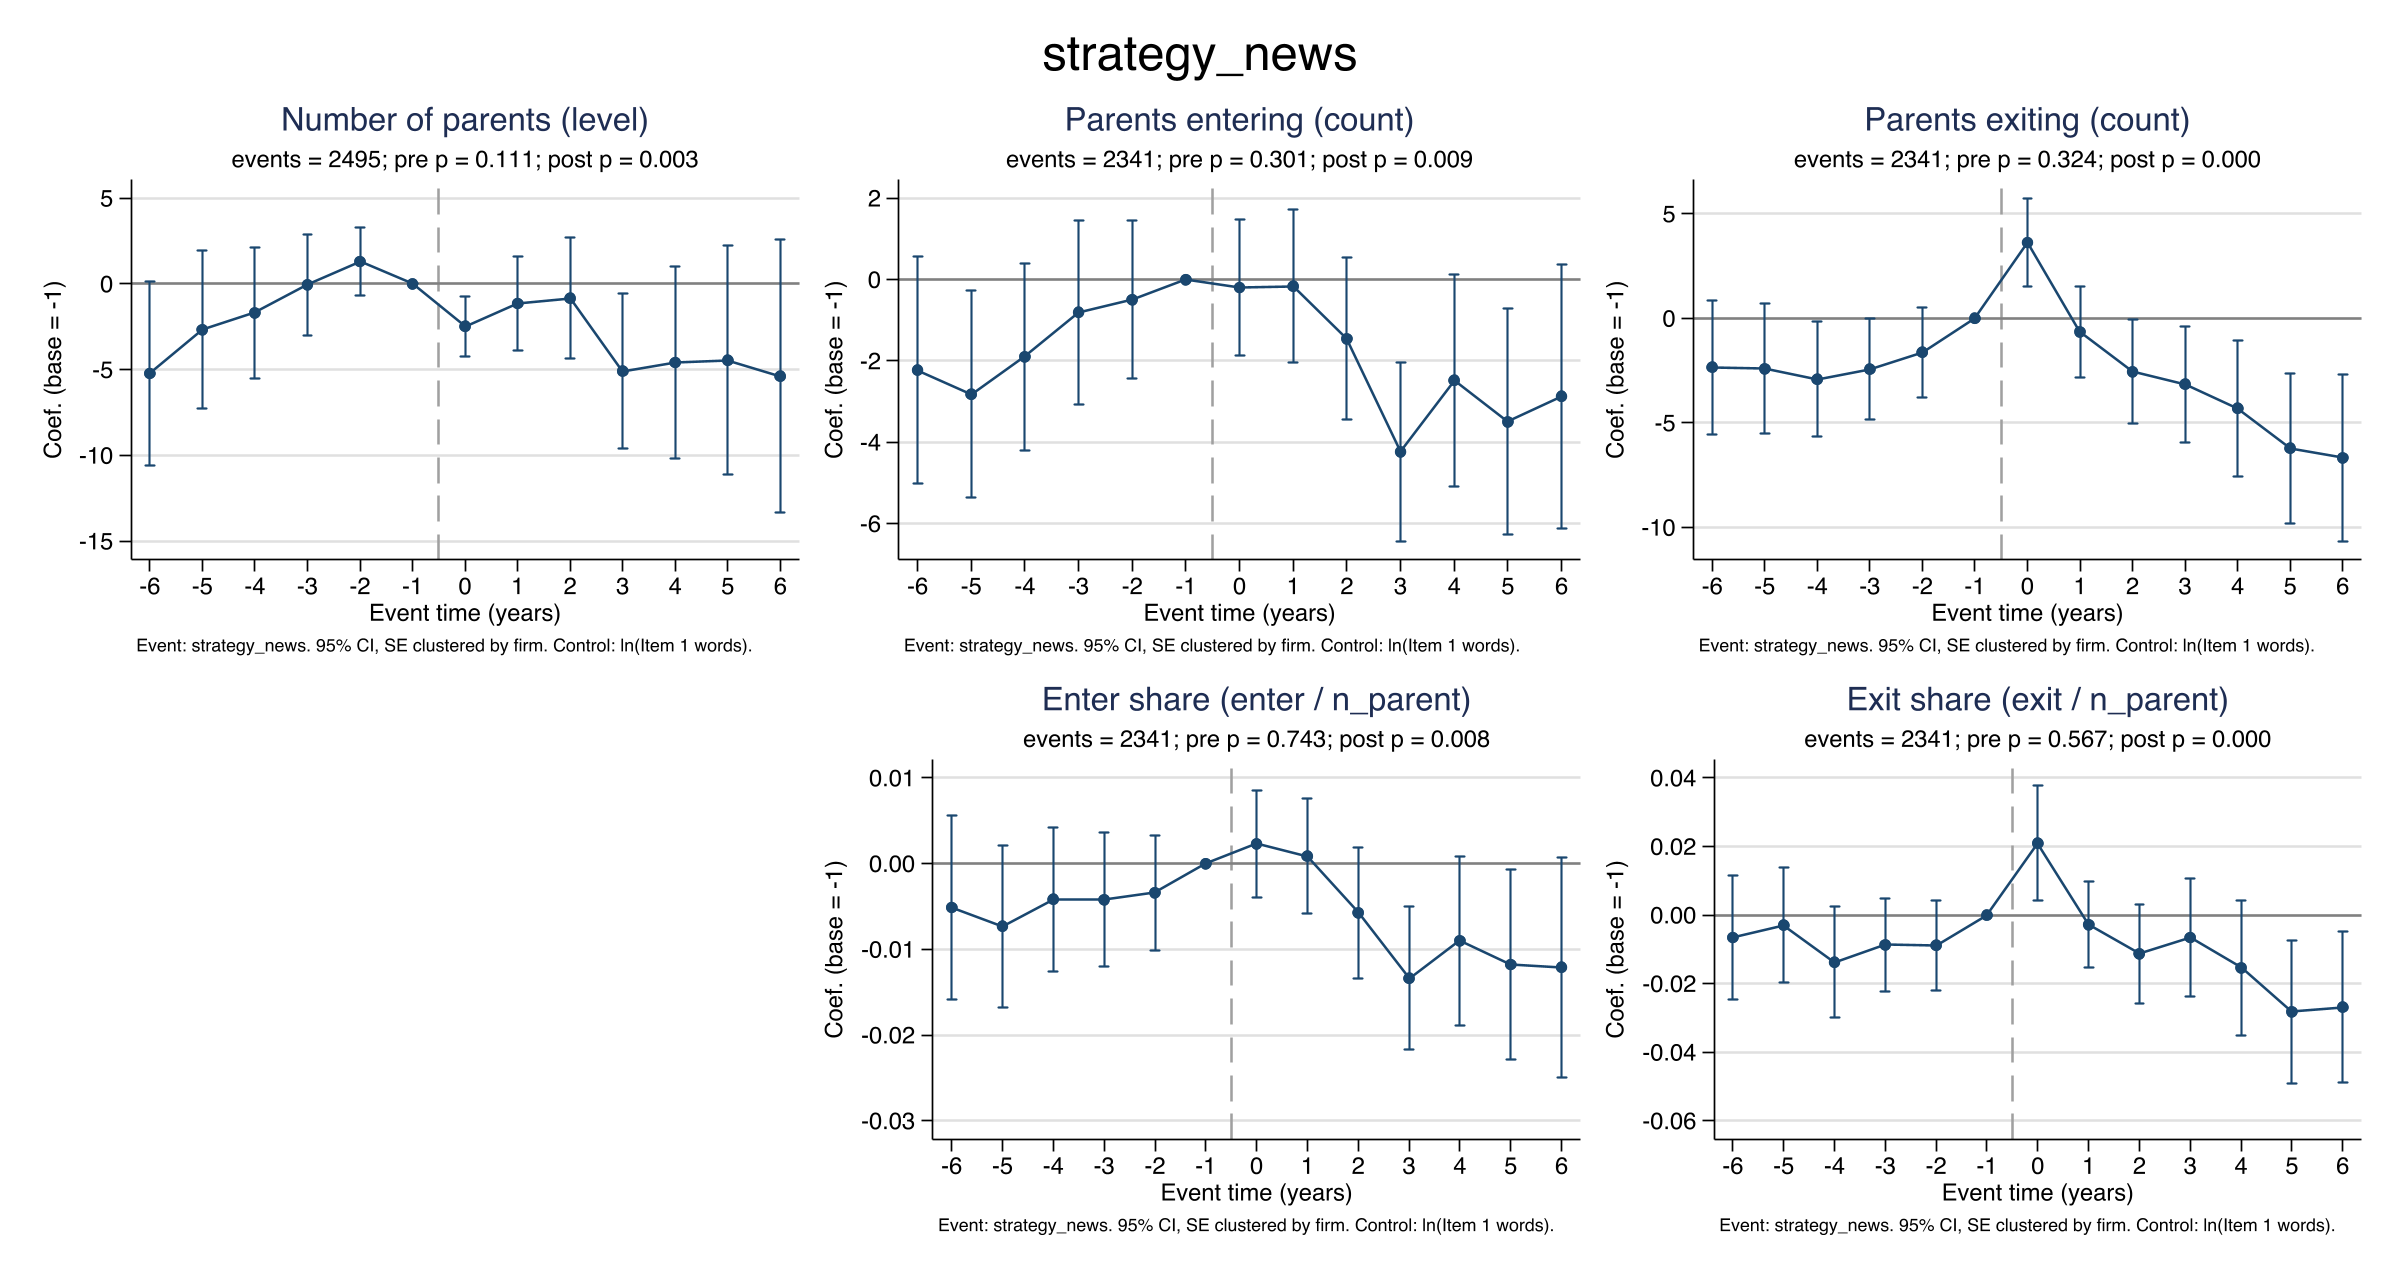 strategy_news
Number of parents (level)
events = 2495; pre p = 0.111; post p = 0.003
Coef. (base = -1)
5
0
-5
-10
-15
-6 -5 -4 -3 -2 -1 0 1 2 3 4 5 6
Event time (years)
Event: strategy_news. 95% CI, SE clustered by firm. Control: ln(Item 1 words).
Parents entering (count)
events = 2341; pre p = 0.301; post p = 0.009
Coef. (base = -1)
2
0
-2
-4
-6
-6 -5 -4 -3 -2 -1 0 1 2 3 4 5 6
Event time (years)
Event: strategy_news. 95% CI, SE clustered by firm. Control: ln(Item 1 words).
Parents exiting (count)
events = 2341; pre p = 0.324; post p = 0.000
Coef. (base = -1)
5
0
-5
-10
-6 -5 -4 -3 -2 -1 0 1 2 3 4 5 6
Event time (years)
Event: strategy_news. 95% CI, SE clustered by firm. Control: ln(Item 1 words).
Enter share (enter / n_parent)
events = 2341; pre p = 0.743; post p = 0.008
Coef. (base = -1)
0.01
0.00
-0.01
-0.02
-0.03
-6 -5 -4 -3 -2 -1 0 1 2 3 4 5 6
Event time (years)
Event: strategy_news. 95% CI, SE clustered by firm. Control: ln(Item 1 words).
Exit share (exit / n_parent)
events = 2341; pre p = 0.567; post p = 0.000
Coef. (base = -1)
0.04
0.02
0.00
-0.02
-0.04
-0.06
-6 -5 -4 -3 -2 -1 0 1 2 3 4 5 6
Event time (years)
Event: strategy_news. 95% CI, SE clustered by firm. Control: ln(Item 1 words).